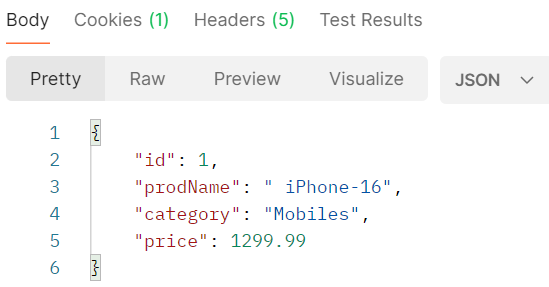 Body Cookies (1) Headers (5) Test Results
Pretty Raw Preview Visualize JSON
1 {
2 "id": 1,
3 "prodName": " iPhone-16",
4 "category": "Mobiles",
5 "price": 1299.99
6 }